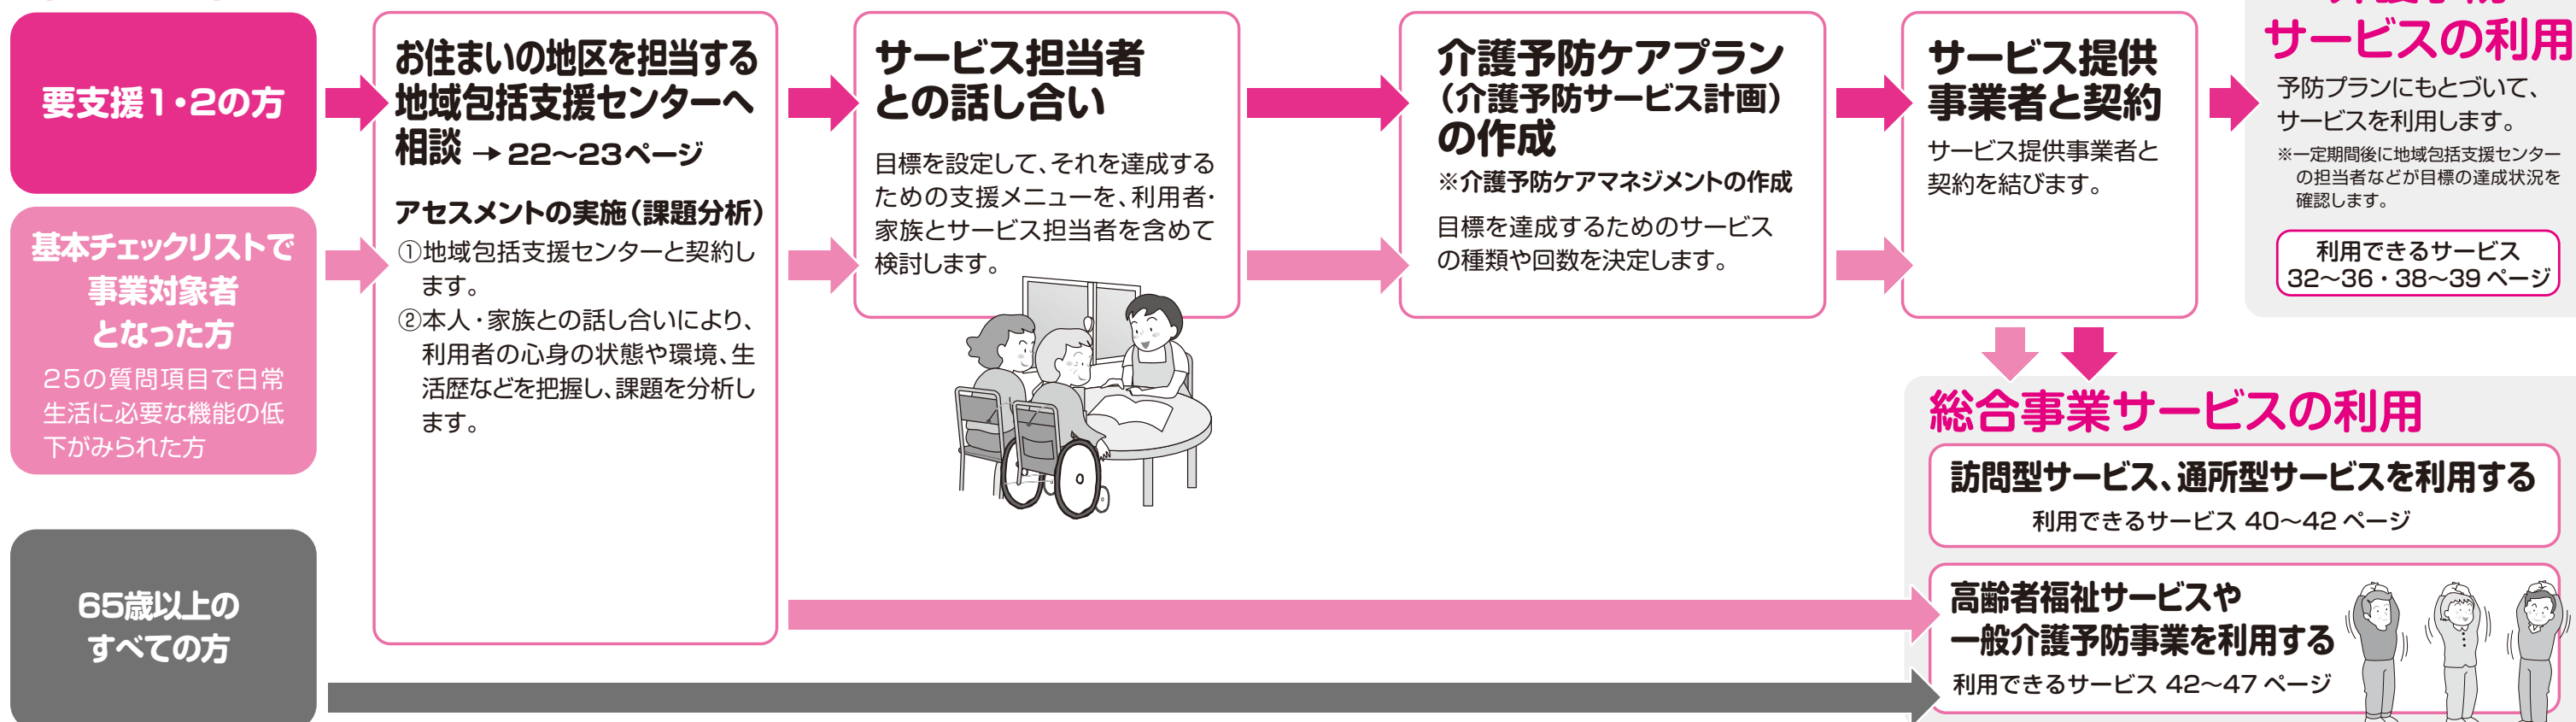 要支援1・2の方
基本チェックリストで
事業対象者
となった方
25の質問項目で日常
生活に必要な機能の低
下がみられた方
65歳以上の
すべての方
お住まいの地区を担当する
地域包括支援センターへ
相談 → 22～23ページ
アセスメントの実施（課題分析）
①地域包括支援センターと契約し
ます。
②本人・家族との話し合いにより、
利用者の心身の状態や環境、生
活歴などを把握し、課題を分析し
ます。
サービス担当者
との話し合い
目標を設定して、それを達成する
ための支援メニューを、利用者・
家族とサービス担当者を含めて
検討します。
介護予防ケアプラン
（介護予防サービス計画）
の作成
※介護予防ケアマネジメントの作成
目標を達成するためのサービス
の種類や回数を決定します。
サービス提供
事業者と契約
サービス提供事業者と
契約を結びます。
サービスの利用
予防プランにもとづいて、
サービスを利用します。
※一定期間後に地域包括支援センター
の担当者などが目標の達成状況を
確認します。
利用できるサービス
32～36・38～39 ページ
総合事業サービスの利用
訪問型サービス、通所型サービスを利用する
利用できるサービス 40～42 ページ
高齢者福祉サービスや
一般介護予防事業を利用する
利用できるサービス 42～47 ページ